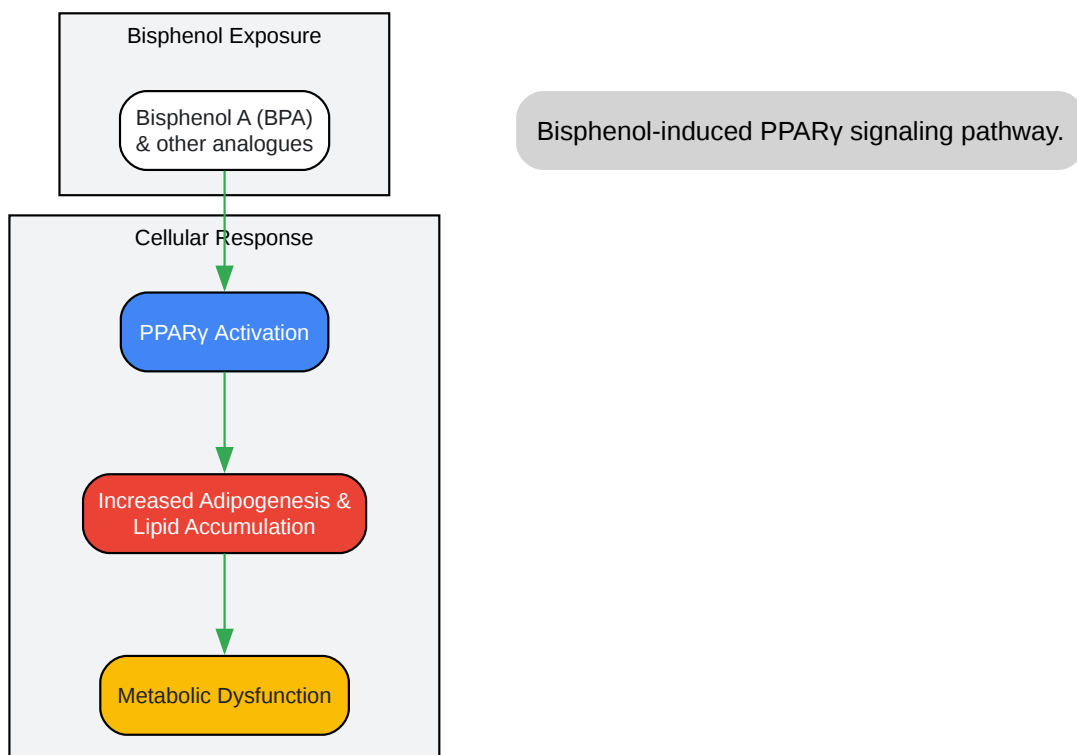 Bisphenol Exposure
Bisphenol A (BPA)
& other analogues
Bisphenol-induced PPARγ signaling pathway.
Cellular Response
PPARγ Activation
Increased Adipogenesis &
Lipid Accumulation
Metabolic Dysfunction